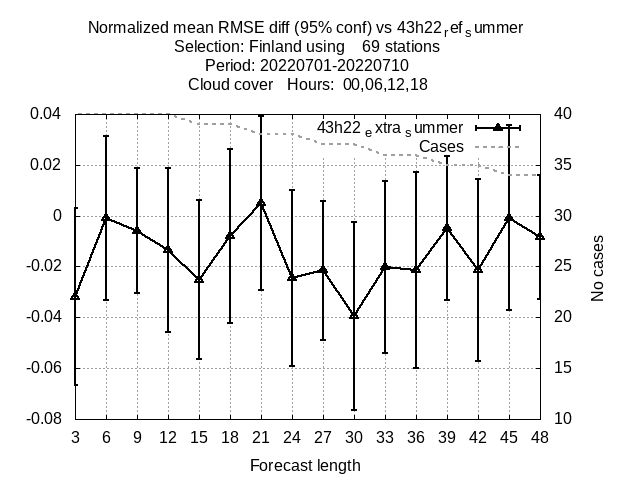 Normalized mean RMSE diff (95% conf) vs 43h22refsummer
Selection: Finland using 69 stations
Period: 20220701-20220710
Cloud cover Hours: 00,06,12,18
43h22extrasummer
Cases
0.04
0.02
0
-0.02
-0.04
-0.06
-0.08
40
35
30
25
20
15
10
No cases
3 6 9 12 15 18 21 24 27 30 33 36 39 42 45 48
Forecast length